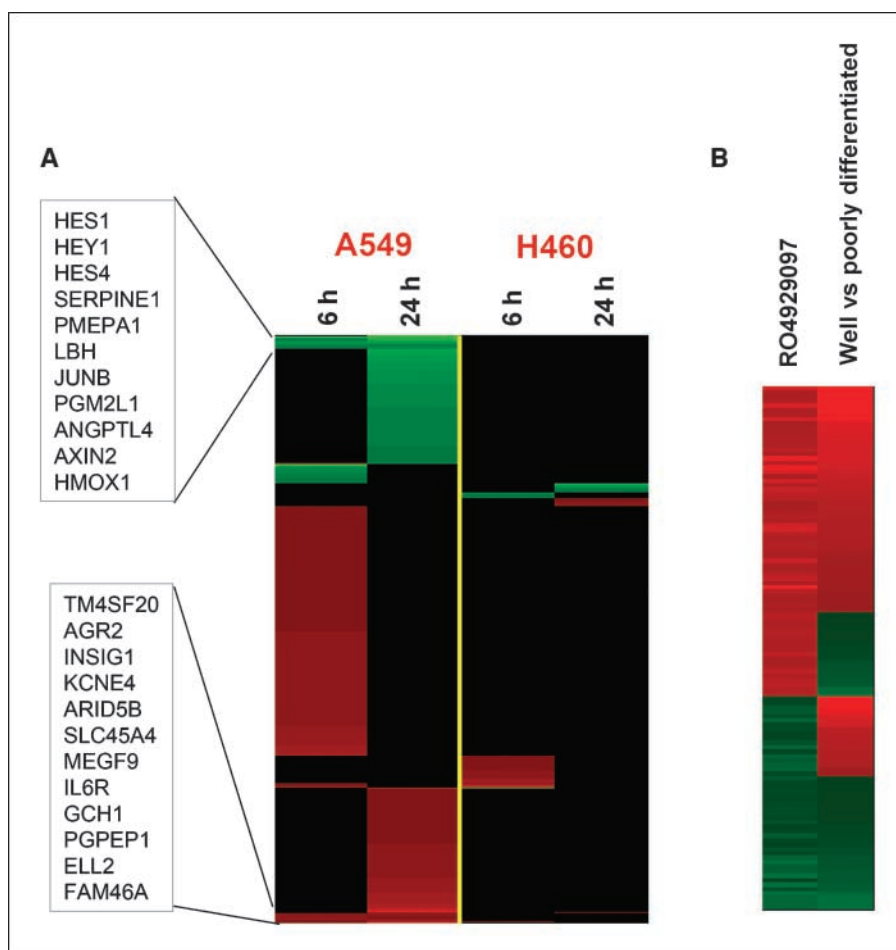 A
B
HES1
HEY1
HES4
SERPINE1
PMEPA1
LBH
JUNB
PGM2L1
ANGPTL4
AXIN2
HMOX1
TM4SF20
AGR2
INSIG1
KCNE4
ARID5B
SLC45A4
MEGF9
IL6R
GCH1
PGPEP1
ELL2
FAM46A
A549
H460
6 h
24 h
6 h
24 h
RO4929097
Well vs poorly differentiated